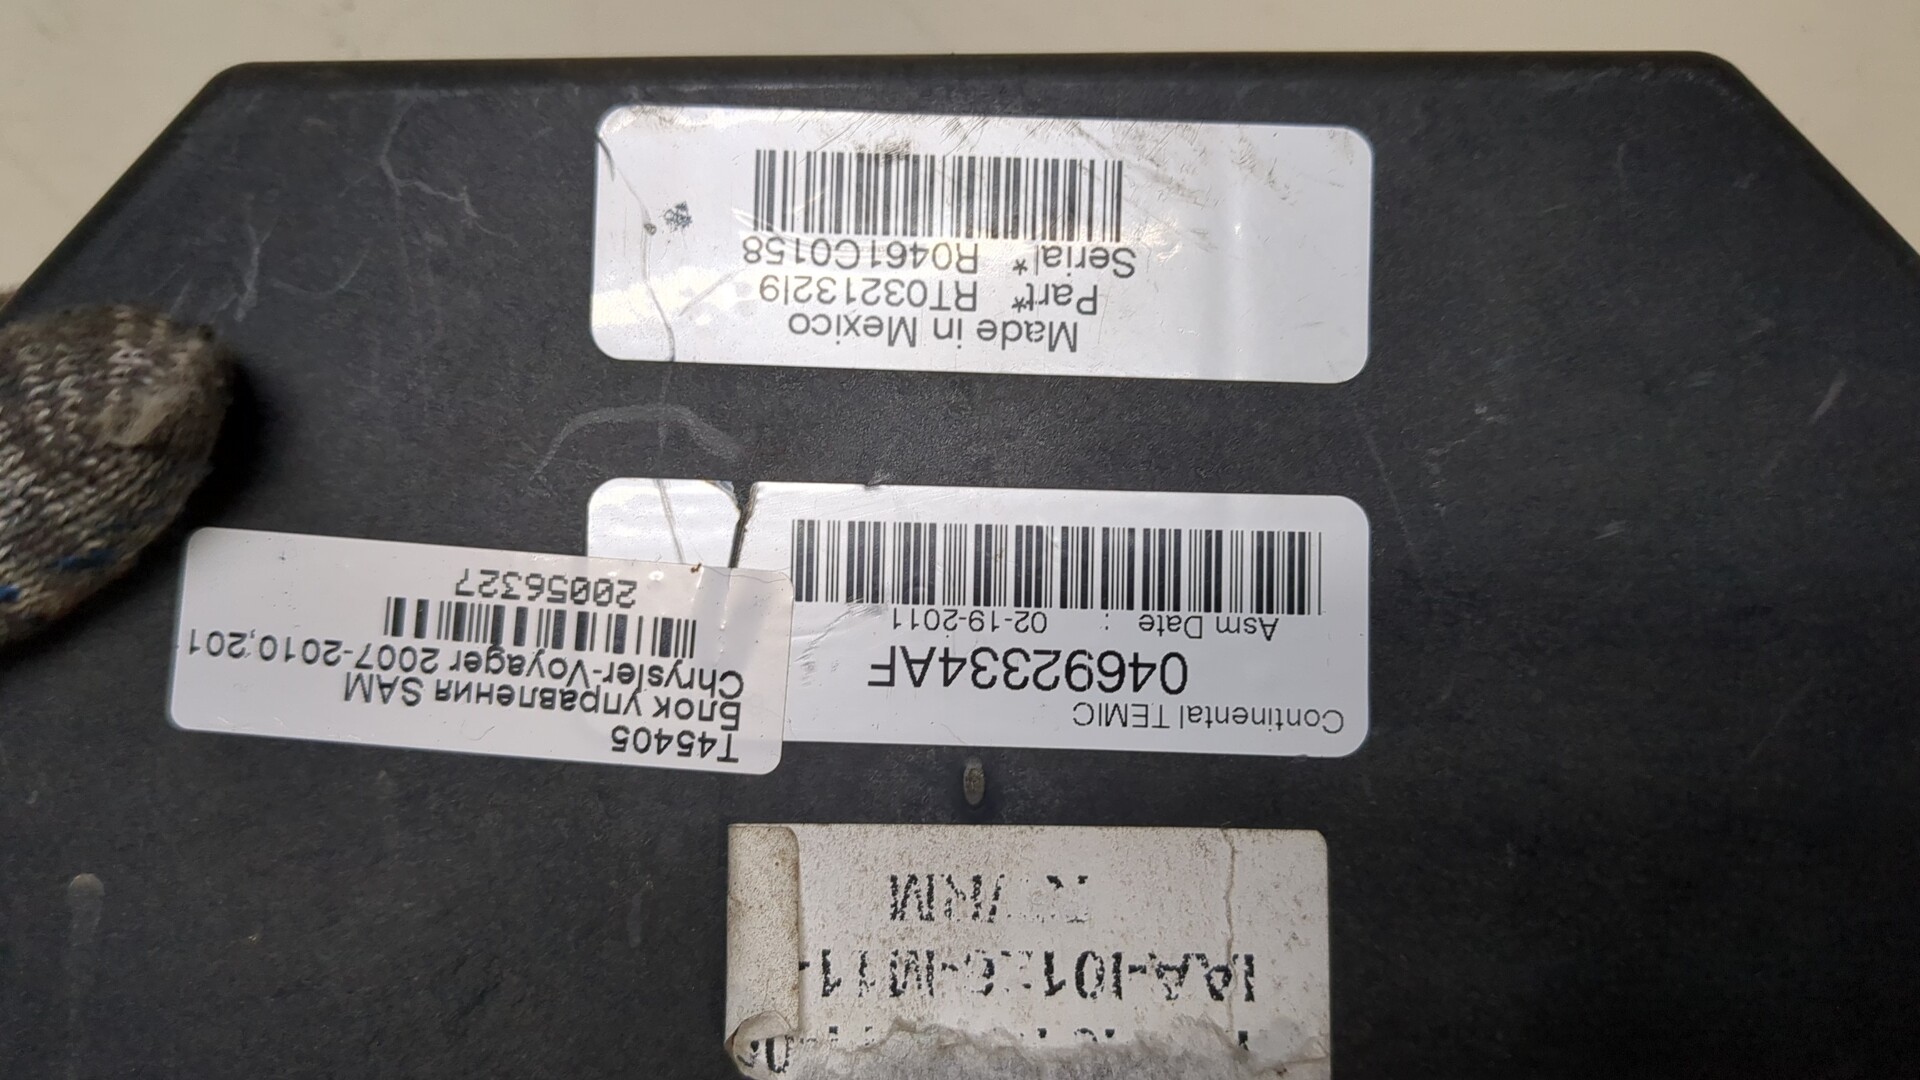 Continental TEMIC
04692334AF
Asm Date : 02-19-2011
T45405
Блок управления SAM
Chrysler-Voyager 2007-2010,201
20056327
Made in Mexico
Part* RT032132I9
Serial* R0461C0158